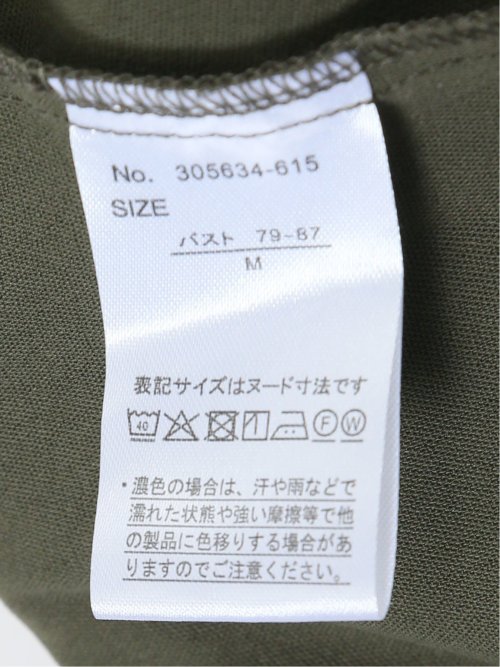 No. 305634-615
SIZE
バスト 79-87
M
表記サイズはヌード寸法です
40 F W
・濃色の場合は、汗や雨などで
濡れた状態や強い摩擦等で他
の製品に色移りする場合があ
りますのでご注意ください。